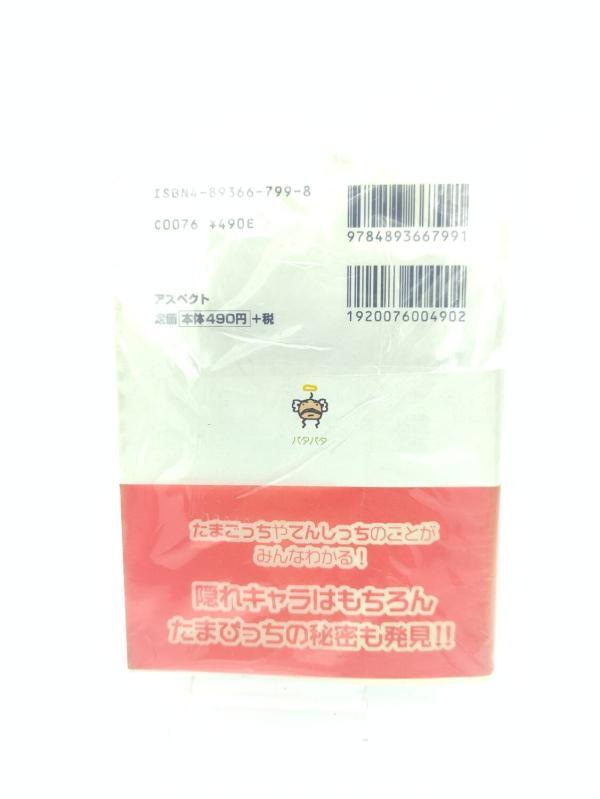 ISBN4-89366-799-8
C0076 ¥490E
9784893667991
アスペクト
定価 本体490円 +税
1920076004902
パタパタ
たまごっちやてんしっちのことが
みんなわかる!
隠れキャラはもちろん
たまぴっちの秘密も発見!!